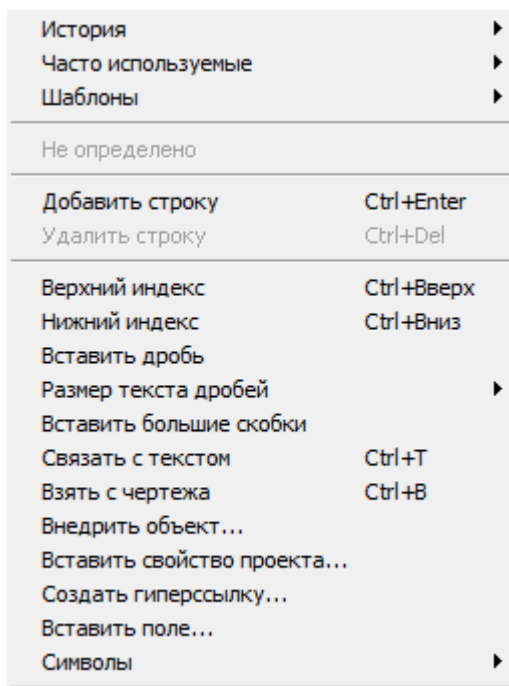 История
Часто используемые
Шаблоны
Не определено
Добавить строку Ctrl+Enter
Удалить строку Ctrl+Del
Верхний индекс Ctrl+Вверх
Нижний индекс Ctrl+Вниз
Вставить дробь
Размер текста дробей
Вставить большие скобки
Связать с текстом Ctrl+T
Взять с чертежа Ctrl+B
Внедрить объект...
Вставить свойство проекта...
Создать гиперссылку...
Вставить поле...
Символы